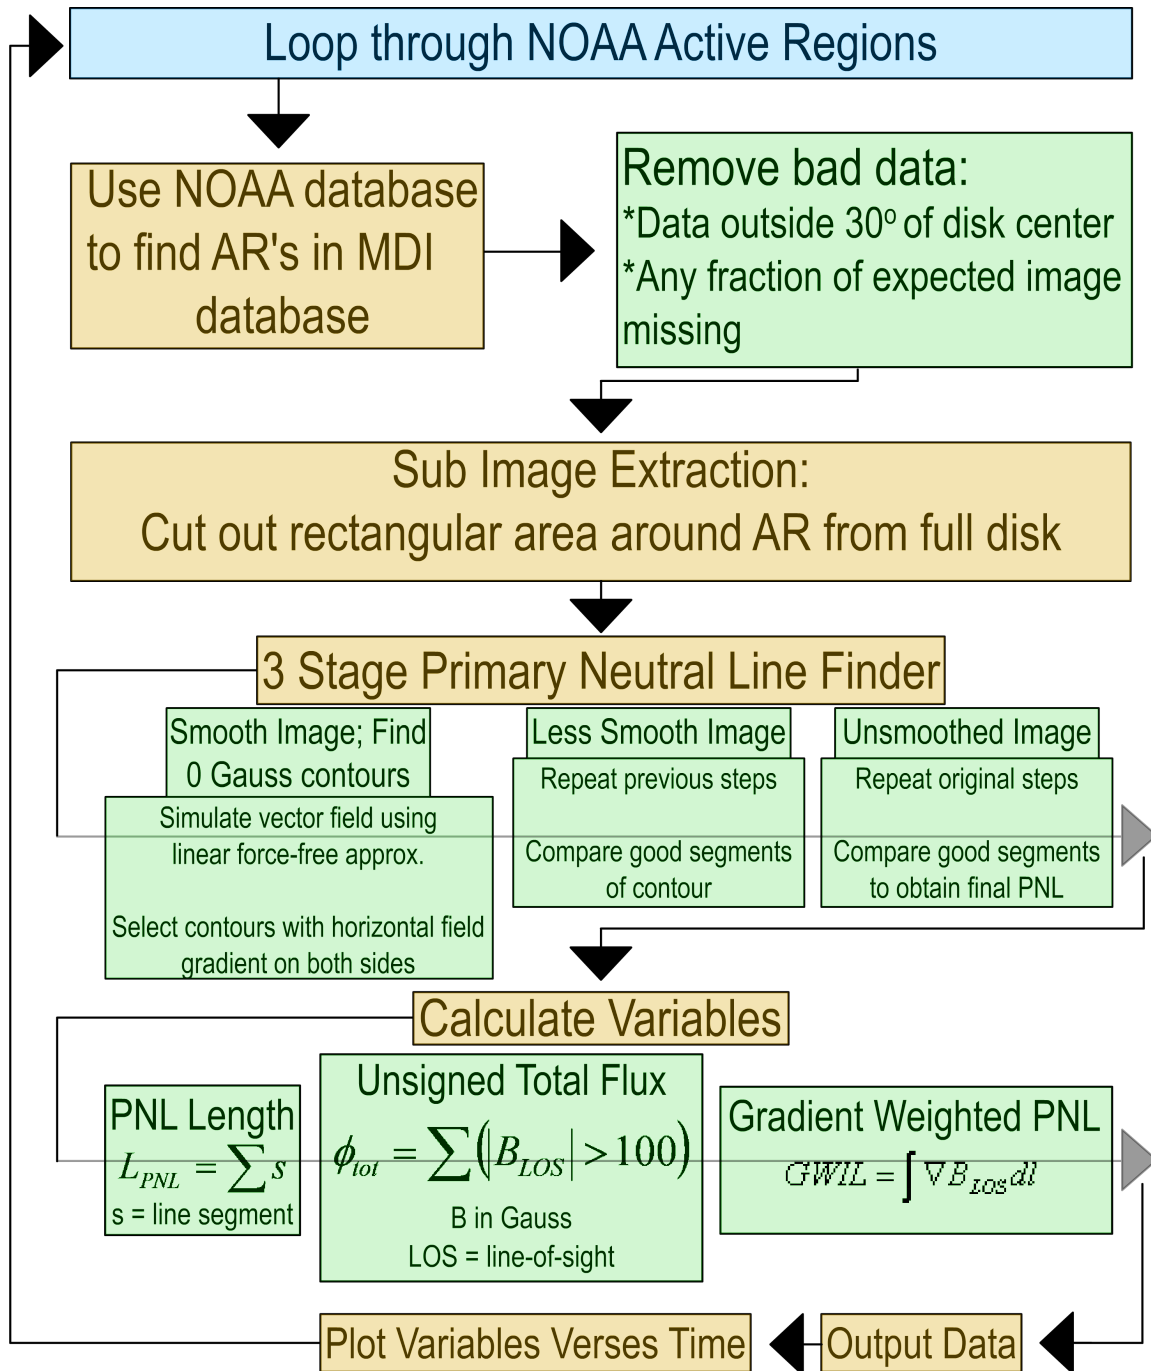 Loop through NOAA Active Regions
Use NOAA database
to find AR's in MDI
database
Remove bad data:
*Data outside 30º of disk center
*Any fraction of expected image
missing
Sub Image Extraction:
Cut out rectangular area around AR from full disk
3 Stage Primary Neutral Line Finder
Smooth Image; Find
0 Gauss contours
Simulate vector field using
linear force-free approx.
Select contours with horizontal field
gradient on both sides
Less Smooth Image
Repeat previous steps
Compare good segments
of contour
Unsmoothed Image
Repeat original steps
Compare good segments
to obtain final PNL
Calculate Variables
PNL Length
L_PNL = ∑ s
s = line segment
Unsigned Total Flux
ϕ_tot = ∑(|B_LOS| > 100)
B in Gauss
LOS = line-of-sight
Gradient Weighted PNL
GWIL = ∫ ∇B_LOS dl
Plot Variables Verses Time
Output Data